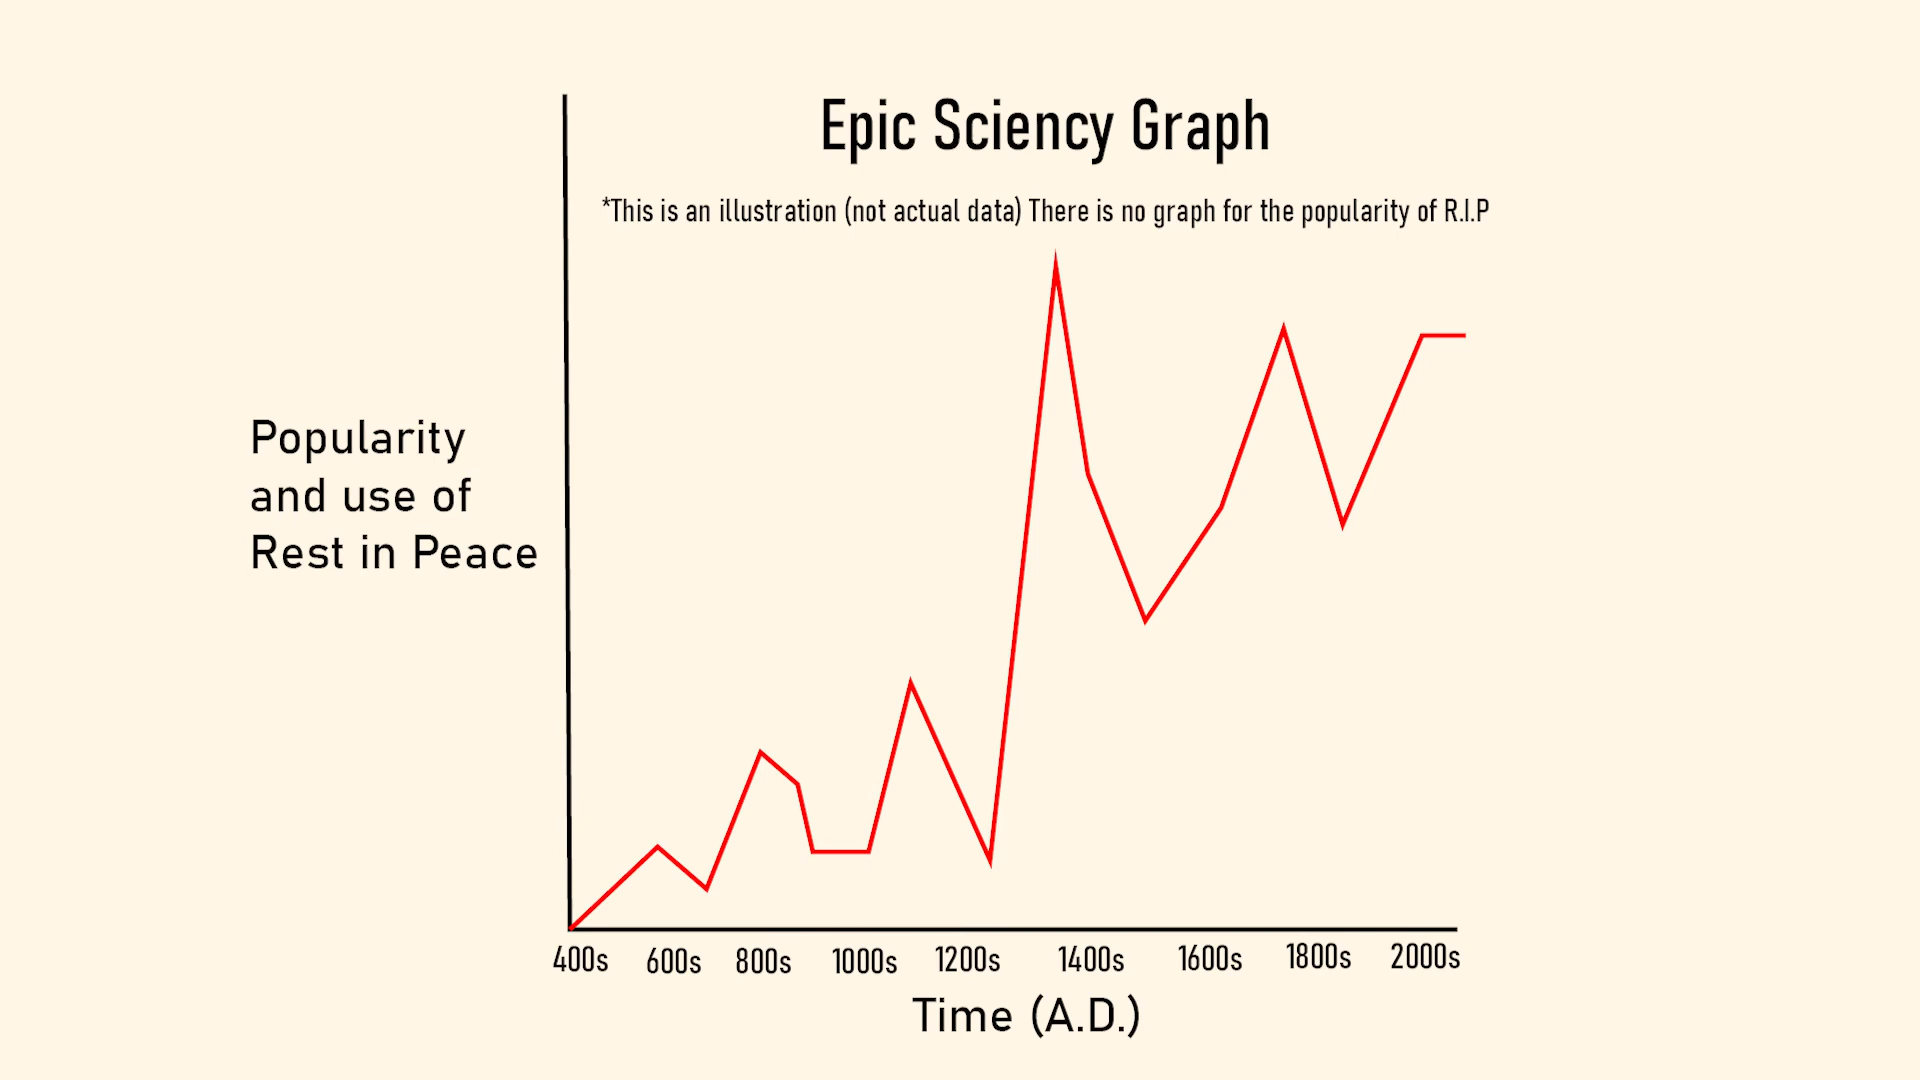 Epic Sciency Graph
*This is an illustration (not actual data) There is no graph for the popularity of R.I.P
Popularity
and use of
Rest in Peace
400s 600s 800s 1000s 1200s 1400s 1600s 1800s 2000s
Time (A.D.)